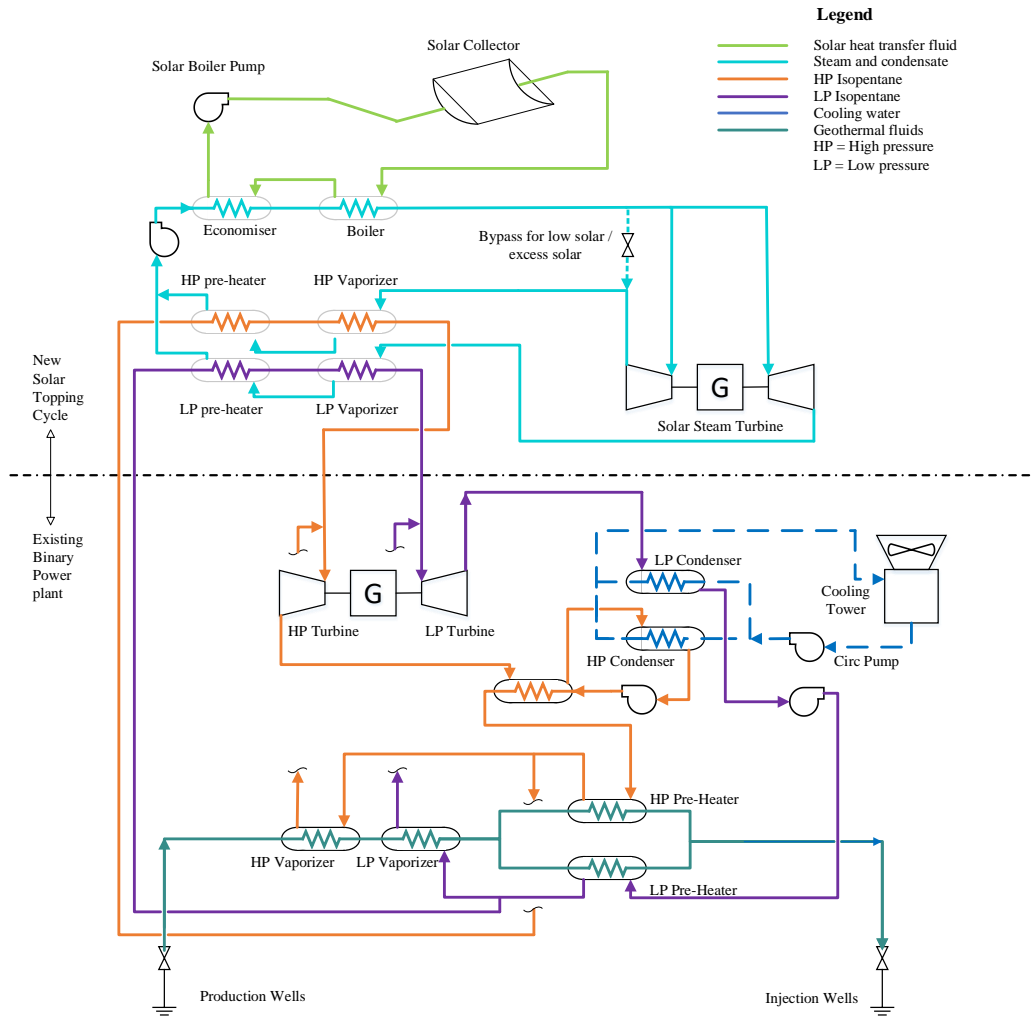 Legend
Solar heat transfer fluid
Steam and condensate
HP Isopentane
LP Isopentane
Cooling water
Geothermal fluids
HP = High pressure
LP = Low pressure
Solar Collector
Solar Boiler Pump
Economiser
Boiler
Bypass for low solar /
excess solar
HP pre-heater
HP Vaporizer
LP pre-heater
LP Vaporizer
G
Solar Steam Turbine
New
Solar
Topping
Cycle
Existing
Binary
Power
plant
G
HP Turbine
LP Turbine
LP Condenser
HP Condenser
Cooling
Tower
Circ Pump
HP Pre-Heater
HP Vaporizer
LP Vaporizer
LP Pre-Heater
Production Wells
Injection Wells